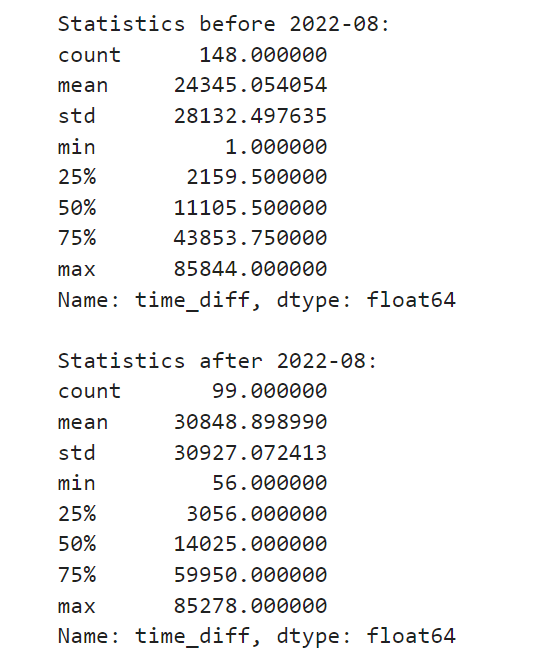 Statistics before 2022-08:
count      148.000000
mean     24345.054054
std      28132.497635
min          1.000000
25%       2159.500000
50%      11105.500000
75%      43853.750000
max      85844.000000
Name: time_diff, dtype: float64

Statistics after 2022-08:
count       99.000000
mean     30848.898990
std      30927.072413
min         56.000000
25%       3056.000000
50%      14025.000000
75%      59950.000000
max      85278.000000
Name: time_diff, dtype: float64